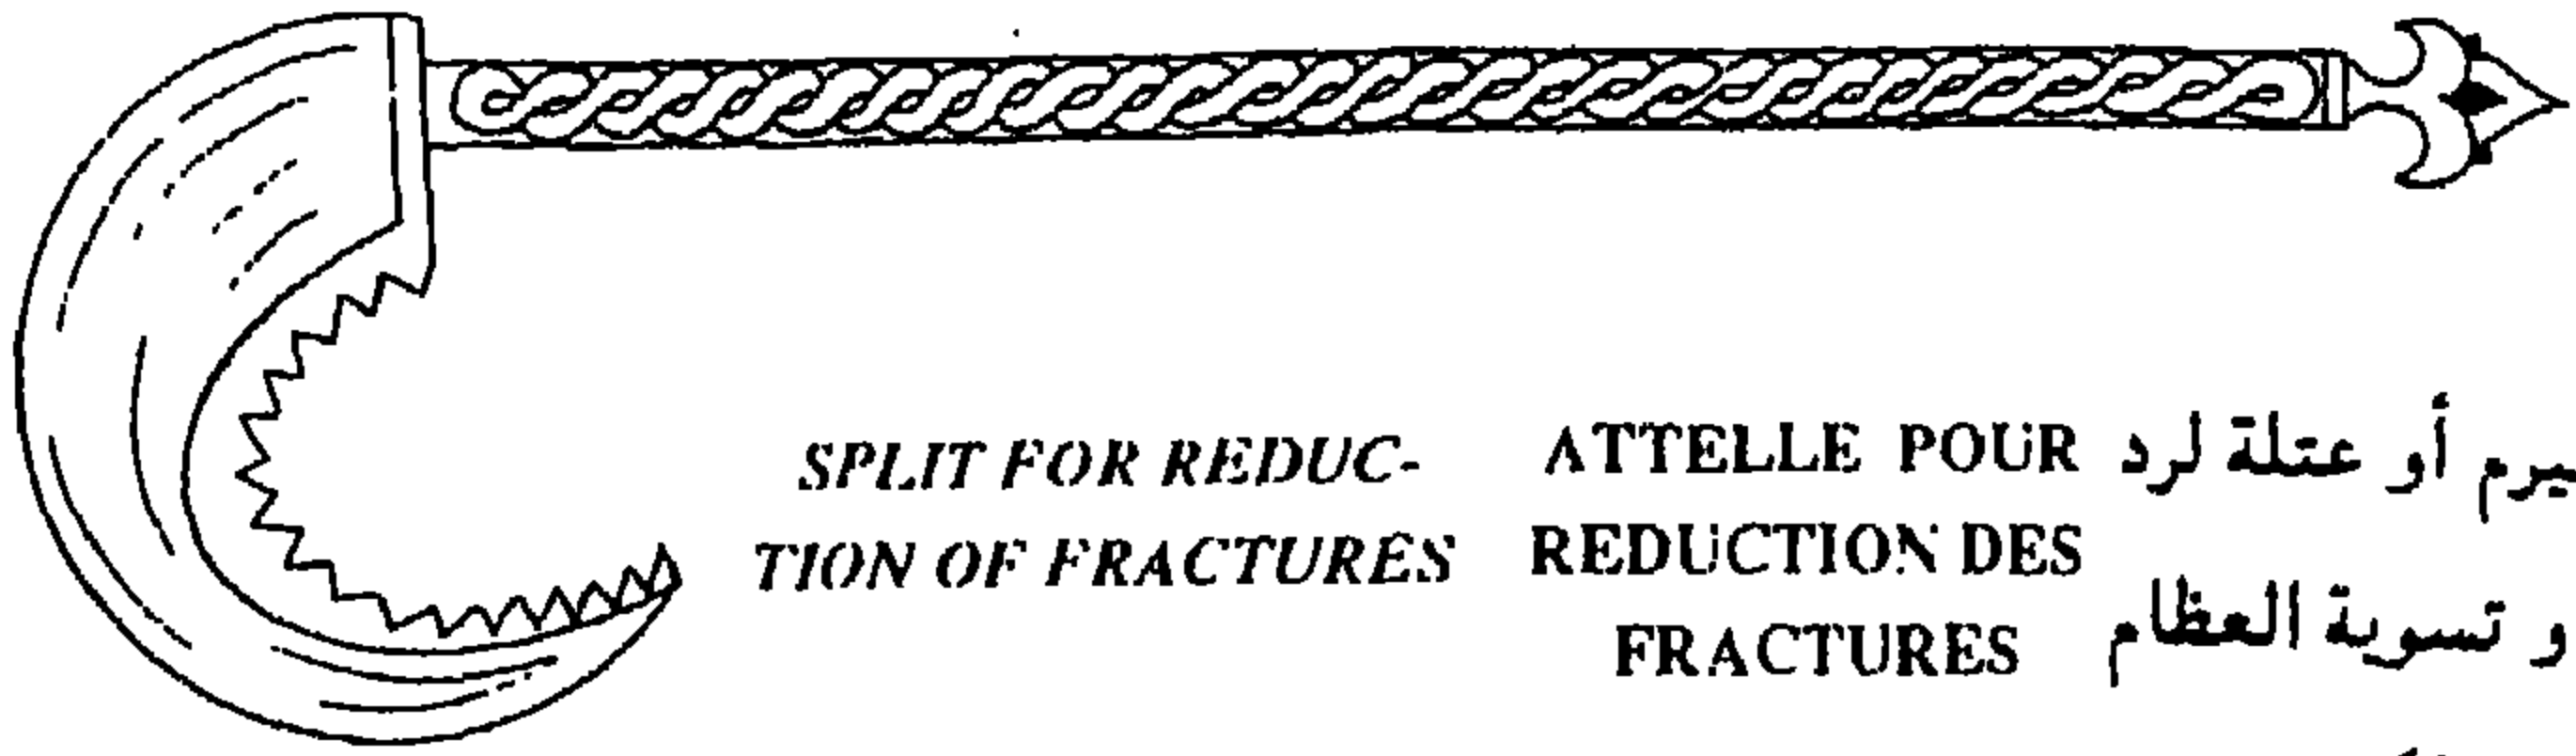 SPLIT FOR REDUC-
TION OF FRACTURES
ATTELLE POUR
REDUCTION DES
FRACTURES
أو عتلة لرد
و تسوية العظام